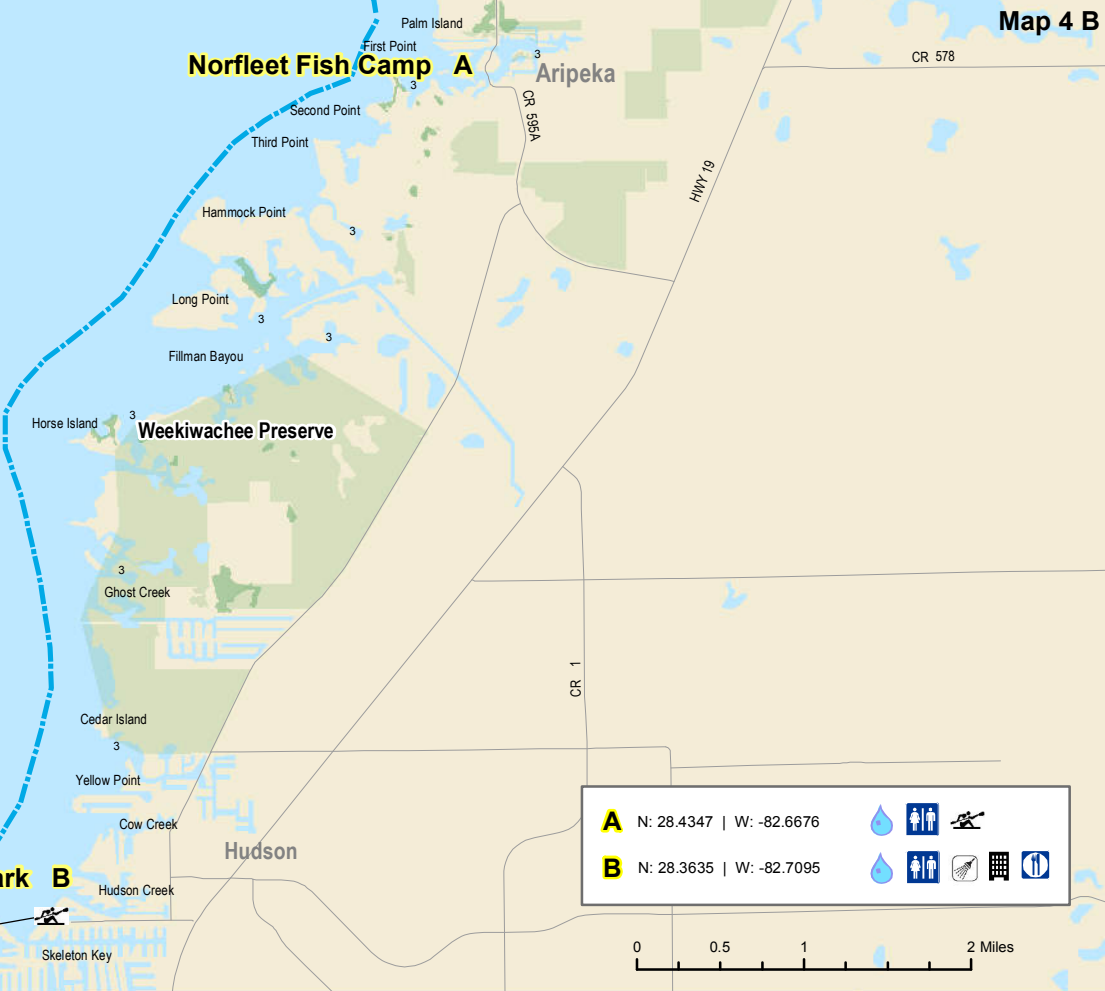 Map 4 B
Palm Island
First Point
Norfleet Fish Camp A
3
Aripeka
CR 578
3
Second Point
CR 595A
Third Point
HWY 19
Hammock Point
3
Long Point
3
3
Fillman Bayou
3
Horse Island
Weekiwachee Preserve
3
Ghost Creek
CR 1
Cedar Island
3
Yellow Point
Cow Creek
Hudson
A N: 28.4347 | W: -82.6676
B N: 28.3635 | W: -82.7095
ark B
Hudson Creek
Skeleton Key
0 0.5 1 2 Miles